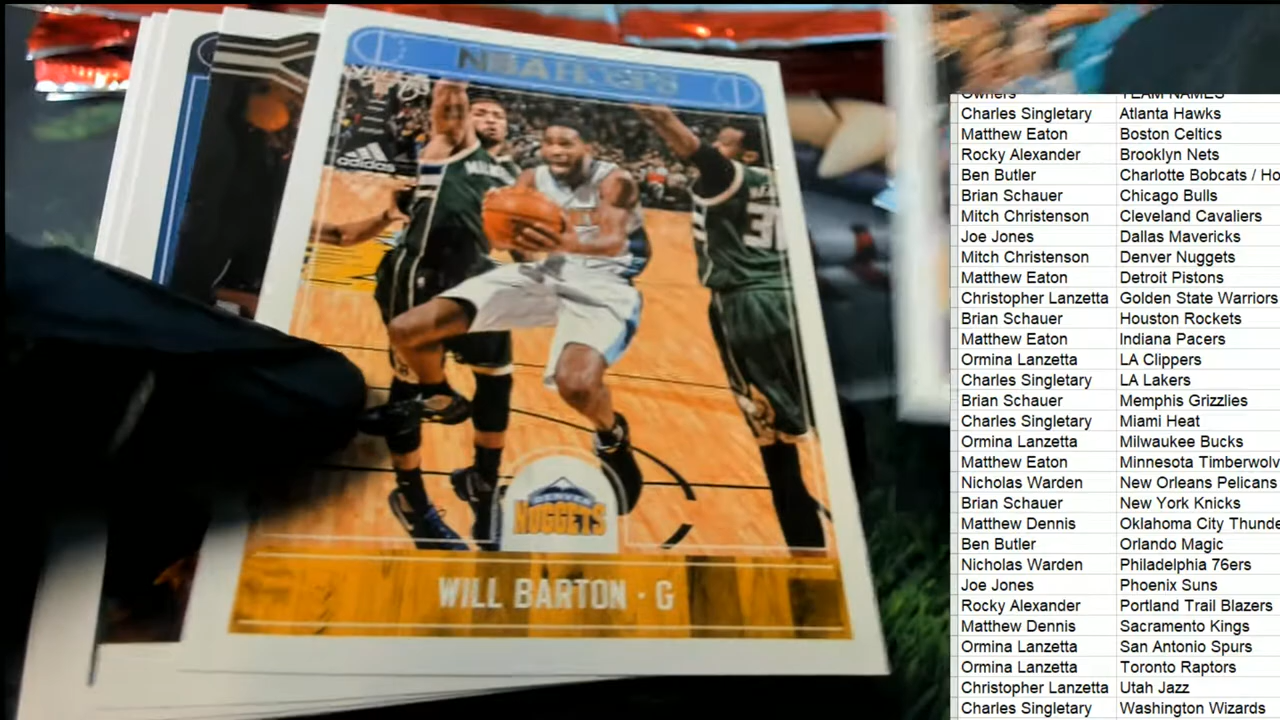 NBA HOOPS
adidas
MILWAU
31
DENVER
NUGGETS
WILL BARTON · G
Owners TEAM NAMES
Charles Singletary Atlanta Hawks
Matthew Eaton Boston Celtics
Rocky Alexander Brooklyn Nets
Ben Butler Charlotte Bobcats / Ho
Brian Schauer Chicago Bulls
Mitch Christenson Cleveland Cavaliers
Joe Jones Dallas Mavericks
Mitch Christenson Denver Nuggets
Matthew Eaton Detroit Pistons
Christopher Lanzetta Golden State Warriors
Brian Schauer Houston Rockets
Matthew Eaton Indiana Pacers
Ormina Lanzetta LA Clippers
Charles Singletary LA Lakers
Brian Schauer Memphis Grizzlies
Charles Singletary Miami Heat
Ormina Lanzetta Milwaukee Bucks
Matthew Eaton Minnesota Timberwolv
Nicholas Warden New Orleans Pelicans
Brian Schauer New York Knicks
Matthew Dennis Oklahoma City Thunde
Ben Butler Orlando Magic
Nicholas Warden Philadelphia 76ers
Joe Jones Phoenix Suns
Rocky Alexander Portland Trail Blazers
Matthew Dennis Sacramento Kings
Ormina Lanzetta San Antonio Spurs
Ormina Lanzetta Toronto Raptors
Christopher Lanzetta Utah Jazz
Charles Singletary Washington Wizards